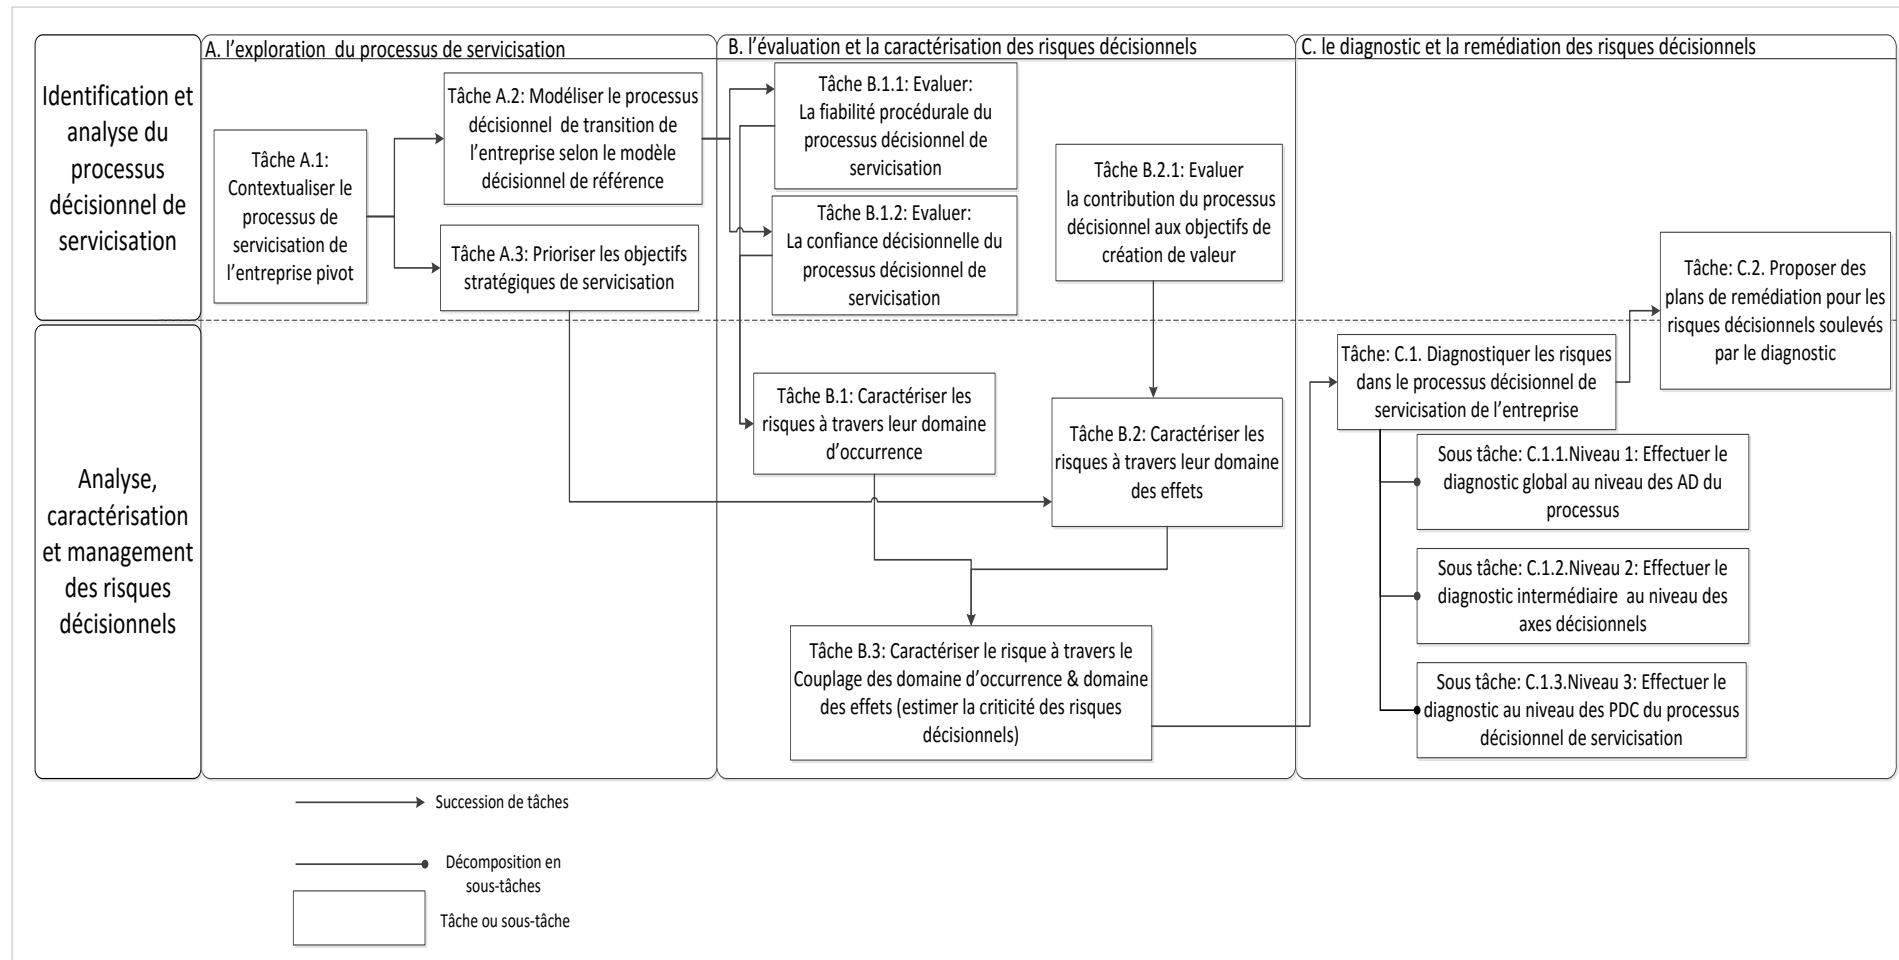 Identification et
analyse du
processus
décisionnel de
servicisation
A. l'exploration du processus de servicisation
Tâche A.1:
Contextualiser le
processus de
servicisation de
l'entreprise pivot
Tâche A.2: Modéliser le processus
décisionnel de transition de
l'entreprise selon le modèle
décisionnel de référence
Tâche A.3: Prioriser les objectifs
stratégiques de servicisation
B. l'évaluation et la caractérisation des risques décisionnels
Tâche B.1.1: Evaluer:
La fiabilité procédurale du
processus décisionnel de
servicisation
Tâche B.1.2: Evaluer:
La confiance décisionnelle du
processus décisionnel de
servicisation
Tâche B.2.1: Evaluer
la contribution du processus
décisionnel aux objectifs de
création de valeur
C. le diagnostic et la remédiation des risques décisionnels
Tâche: C.2. Proposer des
plans de remédiation pour les
risques décisionnels soulevés
par le diagnostic
Analyse,
caractérisation
et management
des risques
décisionnels
Tâche B.1: Caractériser les
risques à travers leur domaine
d'occurrence
Tâche B.2: Caractériser les
risques à travers leur domaine
des effets
Tâche B.3: Caractériser le risque à travers le
Couplage des domaine d'occurrence & domaine
des effets (estimer la criticité des risques
décisionnels)
Tâche: C.1. Diagnostiquer les risques
dans le processus décisionnel de
servicisation de l'entreprise
Sous tâche: C.1.1.Niveau 1: Effectuer le
diagnostic global au niveau des AD du
processus
Sous tâche: C.1.2.Niveau 2: Effectuer le
diagnostic intermédiaire au niveau des
axes décisionnels
Sous tâche: C.1.3.Niveau 3: Effectuer le
diagnostic au niveau des PDC du processus
décisionnel de servicisation
Succession de tâches
Décomposition en
sous-tâches
Tâche ou sous-tâche